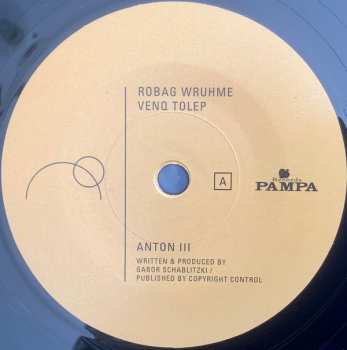 ROBAG WRUHME
VENQ TOLEP
A
Records
PAMPA
ANTON III
WRITTEN & PRODUCED BY
GABOR SCHABLITZKI /
PUBLISHED BY COPYRIGHT CONTROL